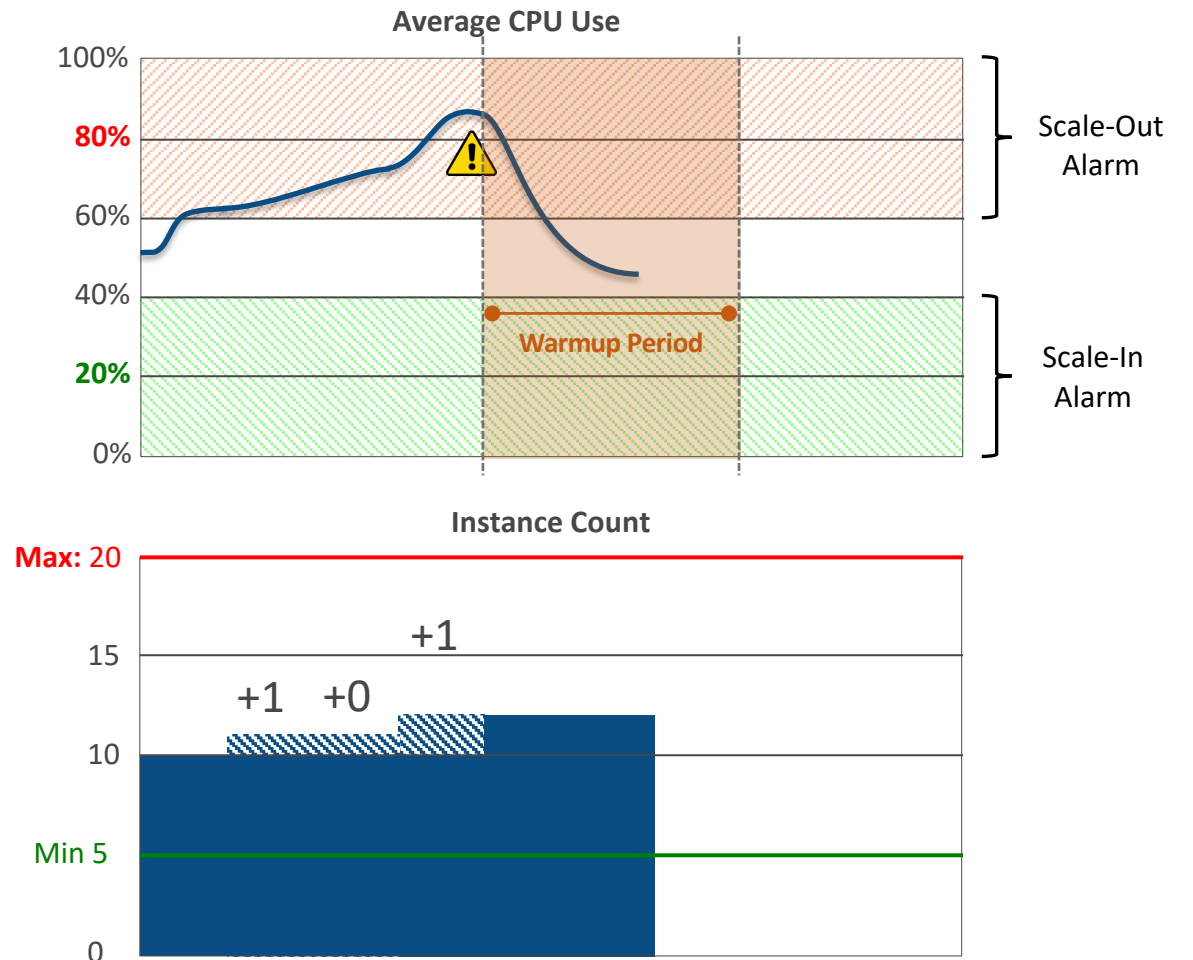 Average CPU Use
100%
80%
60%
40%
20%
0%
!
Warmup Period
Scale-Out
Alarm
Scale-In
Alarm
Instance Count
Max: 20
15
10
Min 5
0
+1
+0
+1